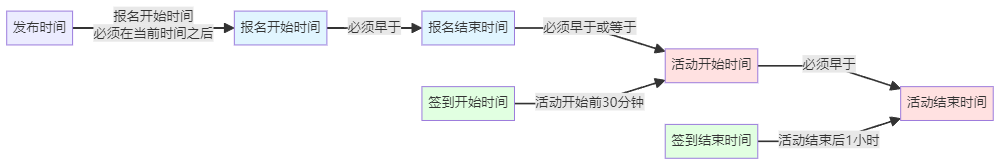 发布时间
报名开始时间
必须在当前时间之后
报名开始时间
必须早于
报名结束时间
必须早于或等于
活动开始时间
必须早于
活动结束时间
签到开始时间
活动开始前30分钟
签到结束时间
活动结束后1小时